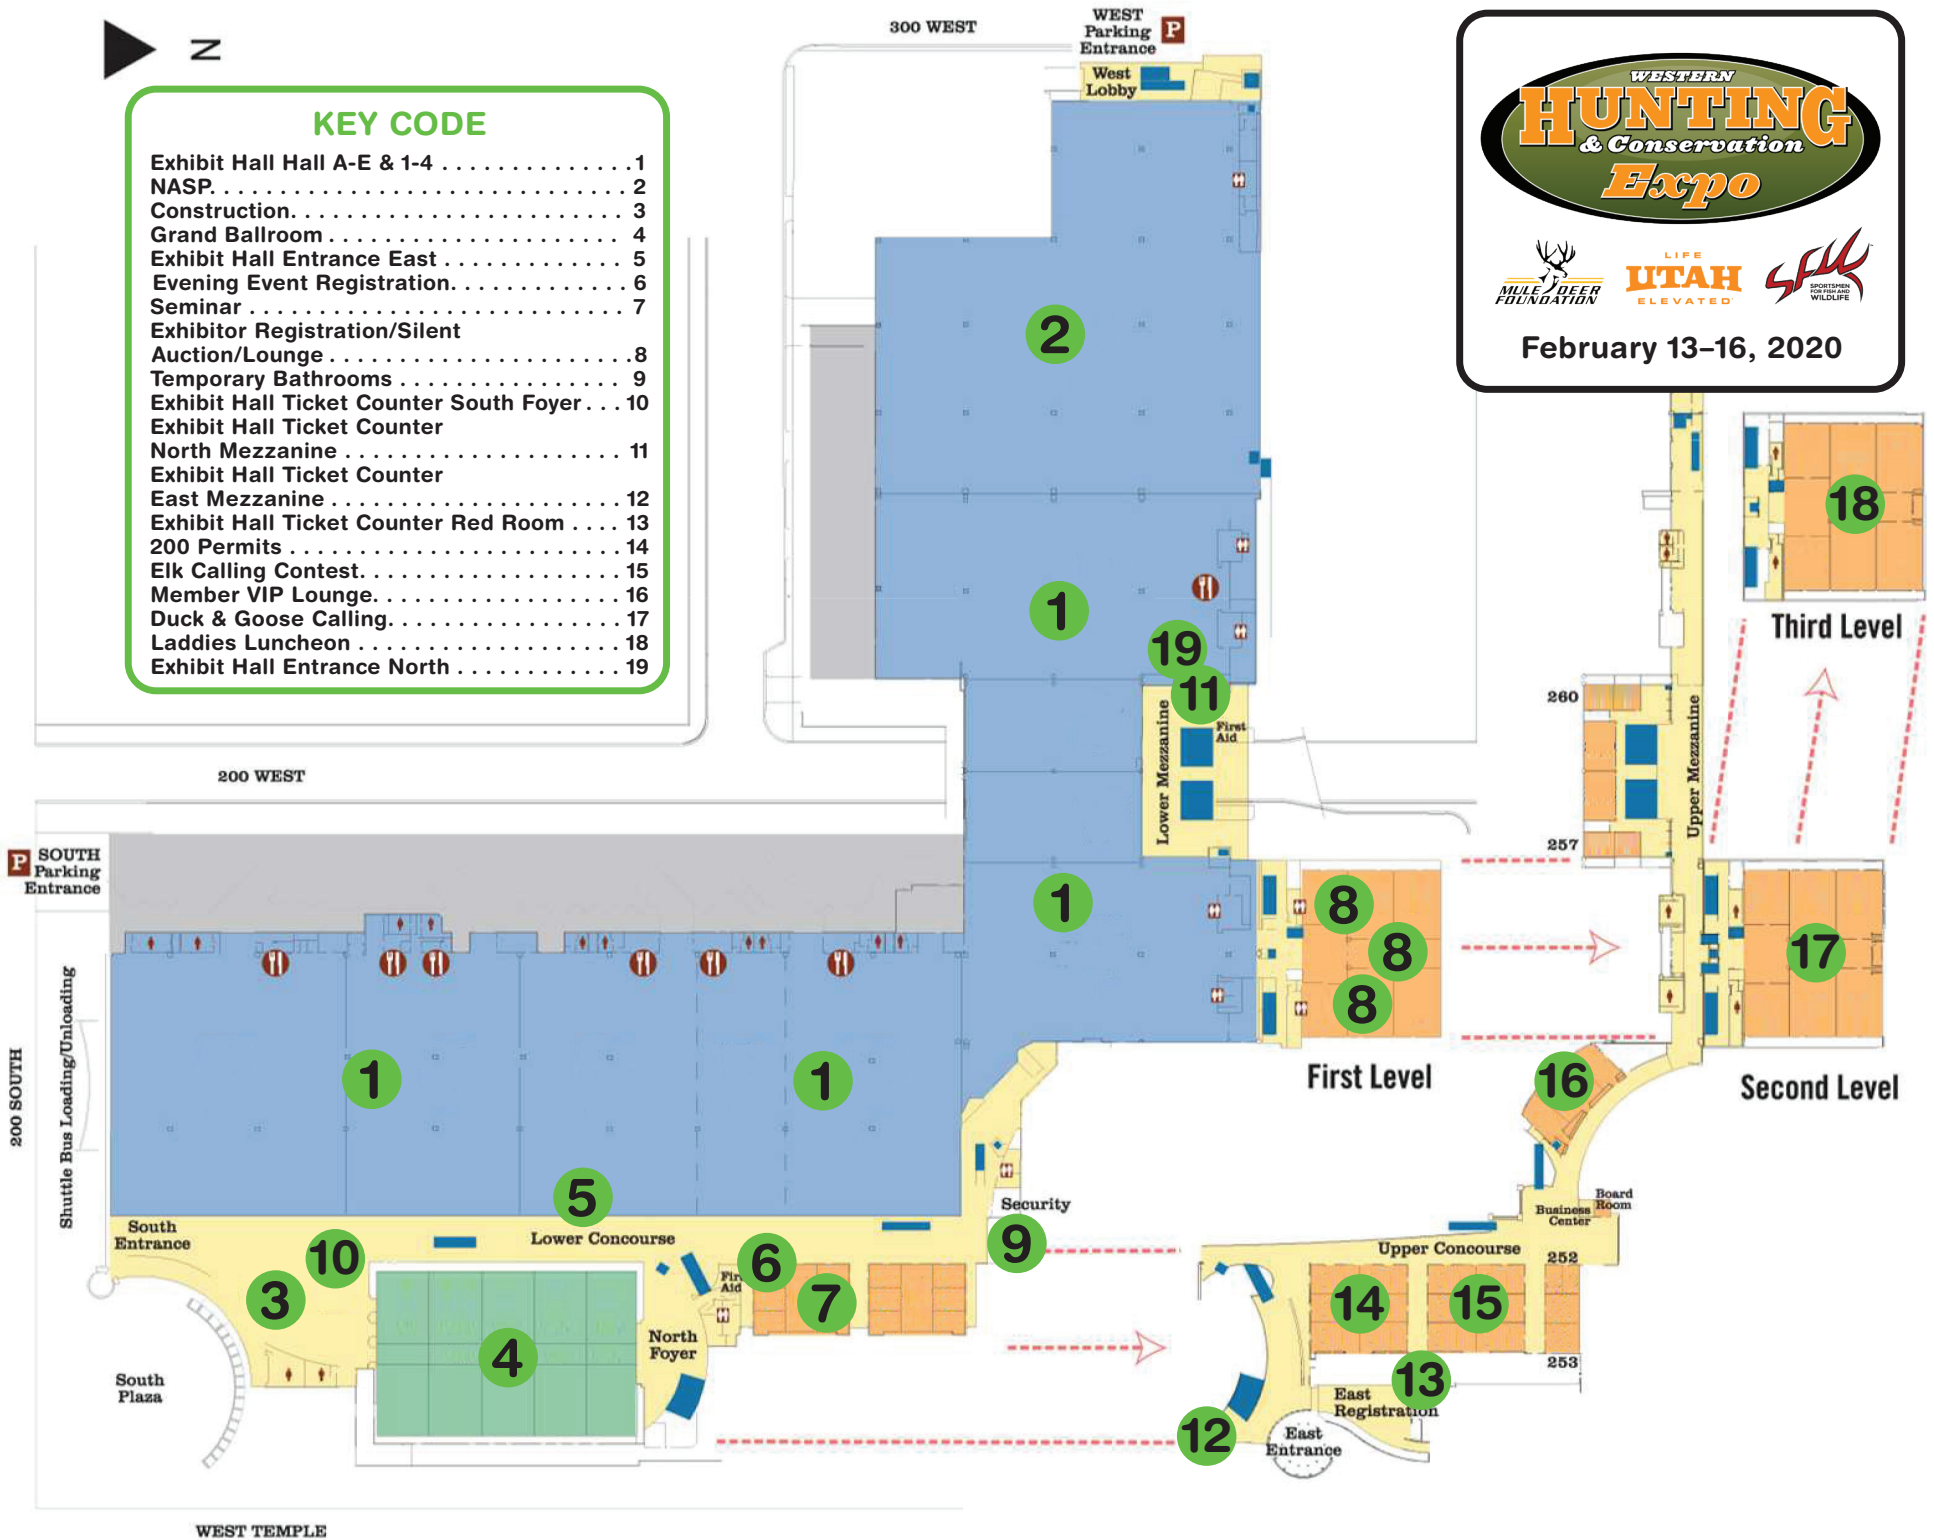 N
KEY CODE
Exhibit Hall Hall A-E & 1-4 . . . . . . . . . . . . . . 1
NASP. . . . . . . . . . . . . . . . . . . . . . . . . . . . . . 2
Construction. . . . . . . . . . . . . . . . . . . . . . . . 3
Grand Ballroom . . . . . . . . . . . . . . . . . . . . . 4
Exhibit Hall Entrance East . . . . . . . . . . . . . 5
Evening Event Registration. . . . . . . . . . . . . 6
Seminar . . . . . . . . . . . . . . . . . . . . . . . . . . . 7
Exhibitor Registration/Silent
Auction/Lounge . . . . . . . . . . . . . . . . . . . . . . 8
Temporary Bathrooms . . . . . . . . . . . . . . . . 9
Exhibit Hall Ticket Counter South Foyer . . . 10
Exhibit Hall Ticket Counter
North Mezzanine . . . . . . . . . . . . . . . . . . . . 11
Exhibit Hall Ticket Counter
East Mezzanine . . . . . . . . . . . . . . . . . . . . . 12
Exhibit Hall Ticket Counter Red Room . . . . 13
200 Permits . . . . . . . . . . . . . . . . . . . . . . . . 14
Elk Calling Contest. . . . . . . . . . . . . . . . . . . 15
Member VIP Lounge. . . . . . . . . . . . . . . . . . 16
Duck & Goose Calling. . . . . . . . . . . . . . . . . 17
Laddies Luncheon . . . . . . . . . . . . . . . . . . . 18
Exhibit Hall Entrance North . . . . . . . . . . . . 19
300 WEST
WEST
Parking
Entrance
P
West
Lobby
WESTERN
HUNTING
& Conservation
Expo
MULE DEER
FOUNDATION
LIFE
UTAH
ELEVATED
SFW
SPORTSMEN
FOR FISH AND
WILDLIFE
February 13–16, 2020
2
18
Third Level
1
19
11
First
Aid
Lower Mezzanine
260
257
Upper Mezzanine
200 WEST
P
SOUTH
Parking
Entrance
1
8
8
8
First Level
17
Second Level
16
200 SOUTH
Shuttle Bus Loading/Unloading
1
1
5
Security
9
Board
Room
Business
Center
South
Entrance
10
Lower Concourse
6
Upper Concourse
252
3
First
Aid
7
14
15
4
North
Foyer
253
South
Plaza
13
East
Registration
12
East
Entrance
WEST TEMPLE